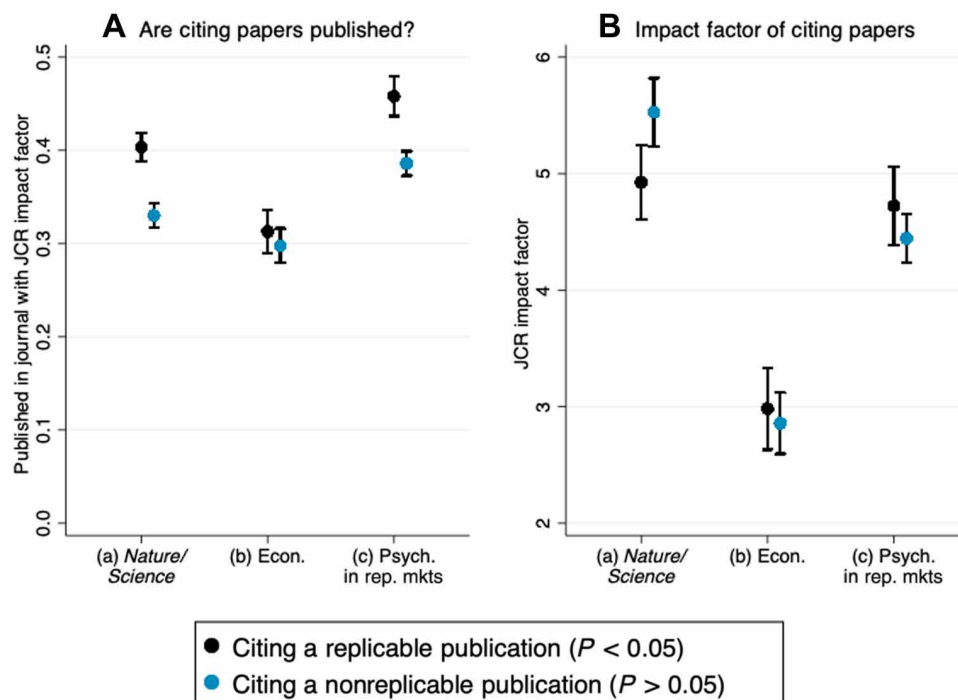 A Are citing papers published?
Published in journal with JCR impact factor
0.5
0.4
0.3
0.2
0.1
0.0
(a) Nature/
Science
(b) Econ.
(c) Psych.
in rep. mkts
B Impact factor of citing papers
JCR impact factor
6
5
4
3
2
(a) Nature/
Science
(b) Econ.
(c) Psych.
in rep. mkts
Citing a replicable publication (P < 0.05)
Citing a nonreplicable publication (P > 0.05)